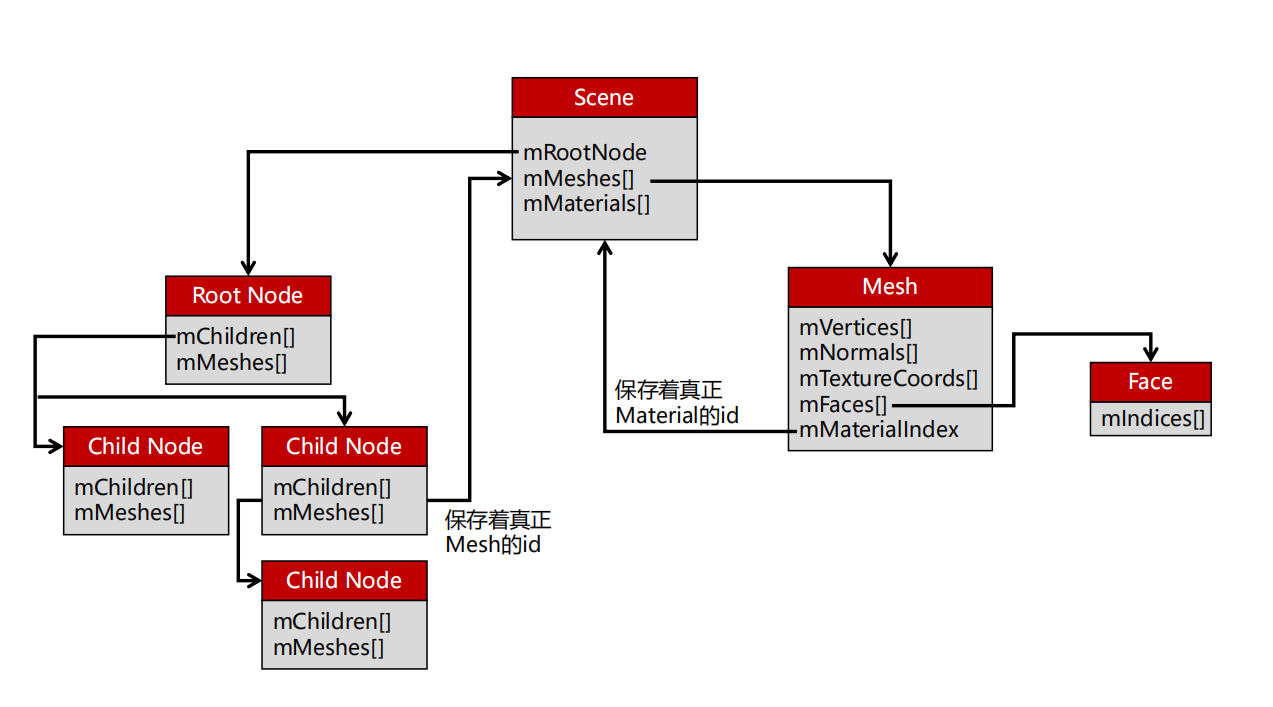 Scene
mRootNode
mMeshes[]
mMaterials[]
Root Node
mChildren[]
mMeshes[]
Child Node
mChildren[]
mMeshes[]
Child Node
mChildren[]
mMeshes[]
保存着真正
Mesh的id
Child Node
mChildren[]
mMeshes[]
Mesh
mVertices[]
mNormals[]
mTextureCoords[]
mFaces[]
mMaterialIndex
保存着真正
Material的id
Face
mIndices[]